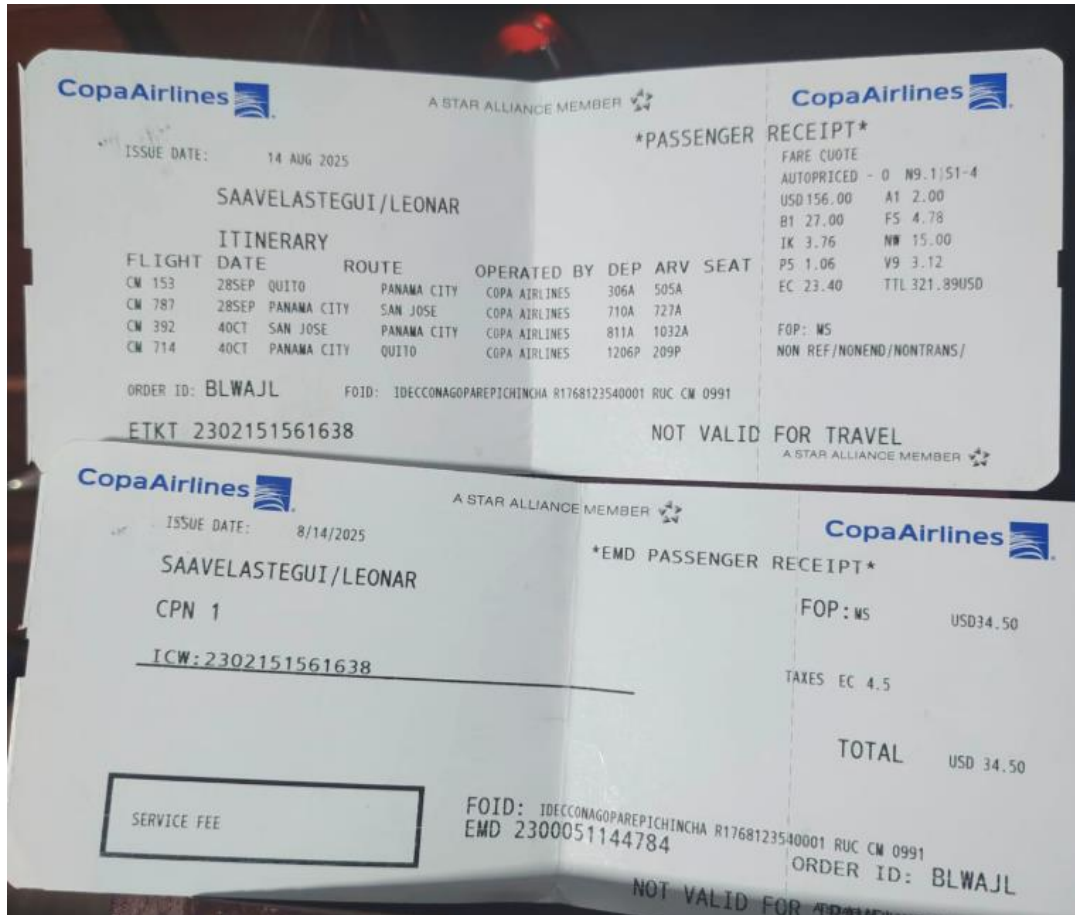 CopaAirlines
A STAR ALLIANCE MEMBER
CopaAirlines
*PASSENGER RECEIPT*
ISSUE DATE: 14 AUG 2025
SAAVELASTEGUI/LEONAR
ITINERARY
FLIGHT DATE ROUTE OPERATED BY DEP ARV SEAT
CM 153 28SEP QUITO PANAMA CITY COPA AIRLINES 306A 505A
CM 787 28SEP PANAMA CITY SAN JOSE COPA AIRLINES 710A 727A
CM 392 4OCT SAN JOSE PANAMA CITY COPA AIRLINES 811A 1032A
CM 714 4OCT PANAMA CITY QUITO COPA AIRLINES 1206P 209P
ORDER ID: BLWAJL FOID: IDECCONAGOPAREPICHINCHA R1768123540001 RUC CM 0991
ETKT 2302151561638
NOT VALID FOR TRAVEL
FARE CUOTE
AUTOPRICED - 0 N9.1|S1-4
USD 156.00 A1 2.00
B1 27.00 F5 4.78
IK 3.76 NW 15.00
P5 1.06 V9 3.12
EC 23.40 TTL 321.89USD
FOP: MS
NON REF/NONEND/NONTRANS/
A STAR ALLIANCE MEMBER
CopaAirlines
A STAR ALLIANCE MEMBER
CopaAirlines
ISSUE DATE: 8/14/2025
*EMD PASSENGER RECEIPT*
SAAVELASTEGUI/LEONAR
CPN 1
ICW:2302151561638
FOP:MS USD34.50
TAXES EC 4.5
TOTAL USD 34.50
SERVICE FEE
FOID: IDECCONAGOPAREPICHINCHA R1768123540001 RUC CM 0991
EMD 2300051144784
ORDER ID: BLWAJL
NOT VALID FOR